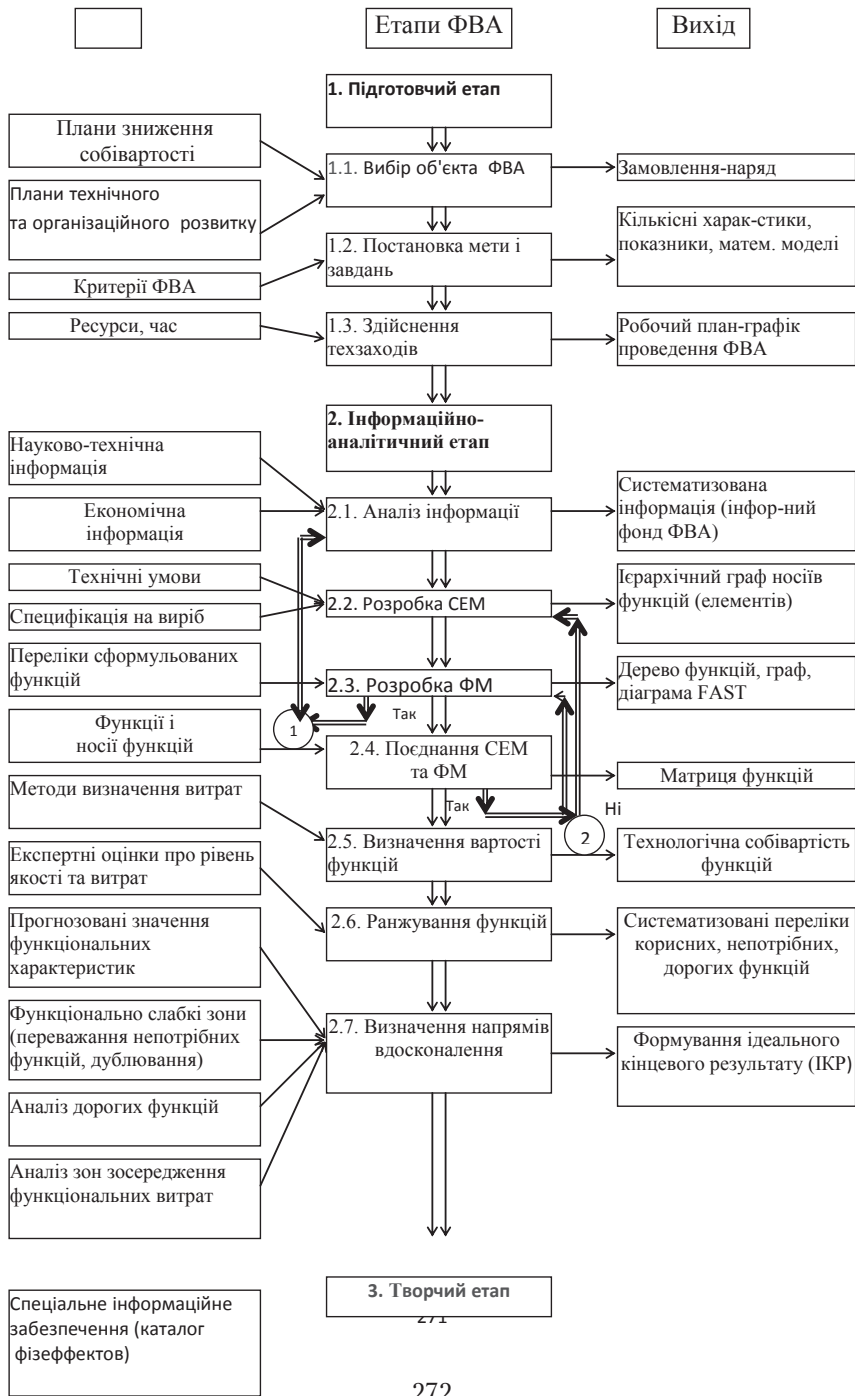 Етапи ФВА
Вихід
1. Підготовчий етап
Плани зниження
собівартості
1.1. Вибір об'єкта  ФВА
Замовлення-наряд
Плани технічного
та організаційного  розвитку
1.2. Постановка мети і
завдань
Кількісні харак-стики,
показники, матем. моделі
Критерії ФВА
Ресурси, час
1.3. Здійснення
техзаходів
Робочий план-графік
проведення ФВА
2. Інформаційно-
аналітичний етап
Науково-технічна
інформація
Економічна
інформація
2.1. Аналіз інформації
Систематизована
інформація (інфор-ний
фонд ФВА)
Технічні умови
Специфікація на виріб
2.2. Розробка СЕМ
Ієрархічний граф носіїв
функцій (елементів)
Переліки сформульованих
функцій
2.3. Розробка ФМ
Дерево функцій, граф,
діаграма FAST
Так
1
Функції і
носії функцій
2.4. Поєднання СЕМ
та ФМ
Матриця функцій
Методи визначення витрат
Так
Ні
2
2.5. Визначення вартості
функцій
Технологічна собівартість
функцій
Експертні оцінки про рівень
якості та витрат
2.6. Ранжування функцій
Систематизовані переліки
корисних, непотрібних,
дорогих функцій
Прогнозовані значення
функціональних
характеристик
Функціонально слабкі зони
(переважання непотрібних
функцій, дублювання)
2.7. Визначення напрямів
вдосконалення
Формування ідеального
кінцевого результату (ІКР)
Аналіз дорогих функцій
Аналіз зон зосередження
функціональних витрат
3. Творчий етап
271
Спеціальне інформаційне
забезпечення (каталог
фізеффектов)
272